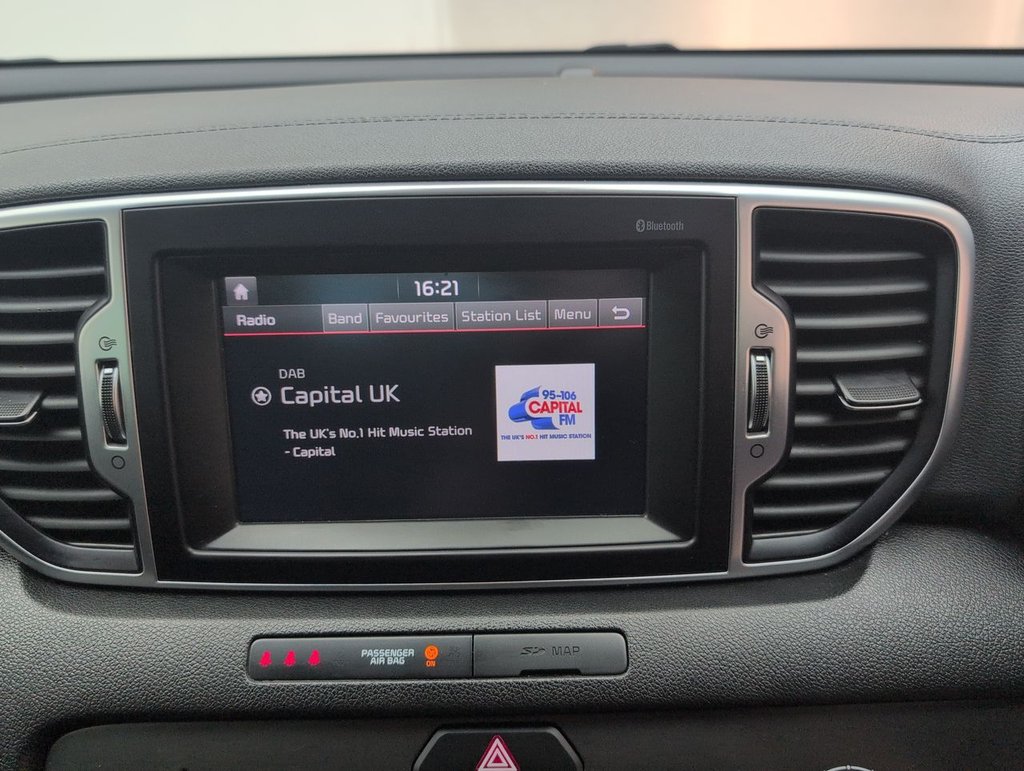 Bluetooth
16:21
Radio Band Favourites Station List Menu
DAB
Capital UK
The UK's No.1 Hit Music Station
- Capital
95-106
CAPITAL
FM
THE UK'S NO.1 HIT MUSIC STATION
PASSENGER
AIR BAG
ON
SD MAP